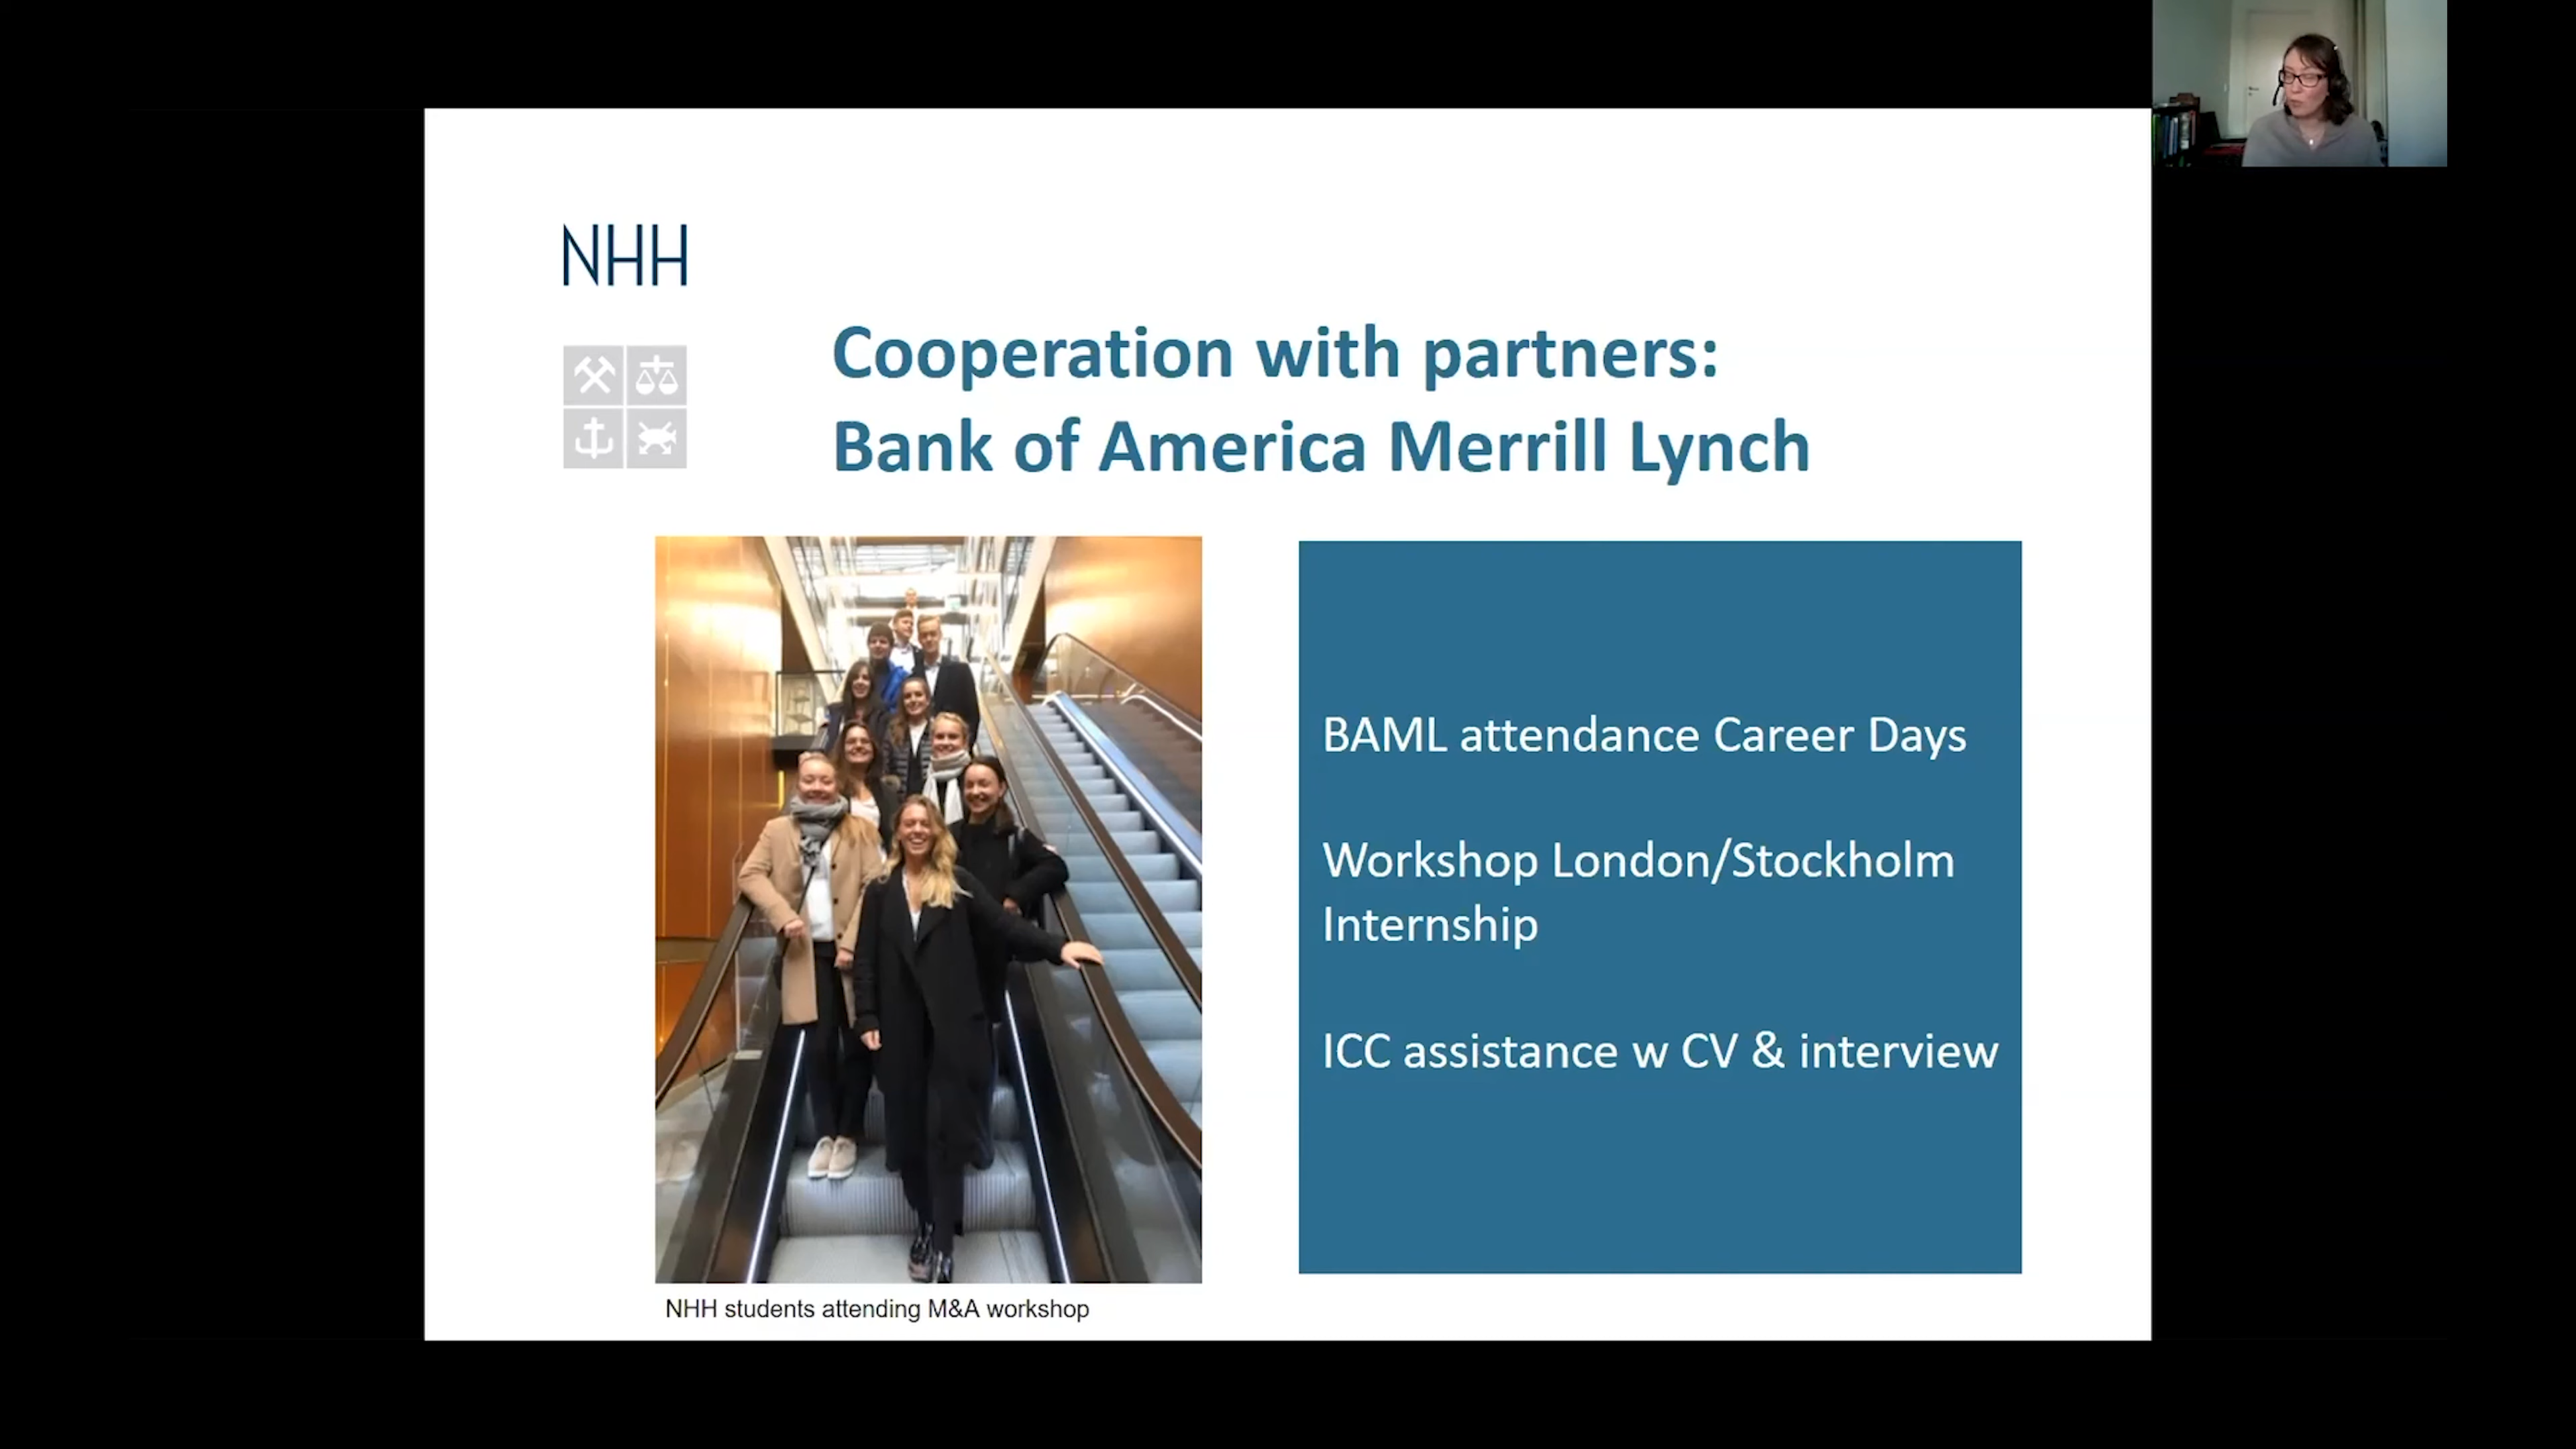 NHH
Cooperation with partners:
Bank of America Merrill Lynch
BAML attendance Career Days
Workshop London/Stockholm
Internship
ICC assistance w CV & interview
NHH students attending M&A workshop